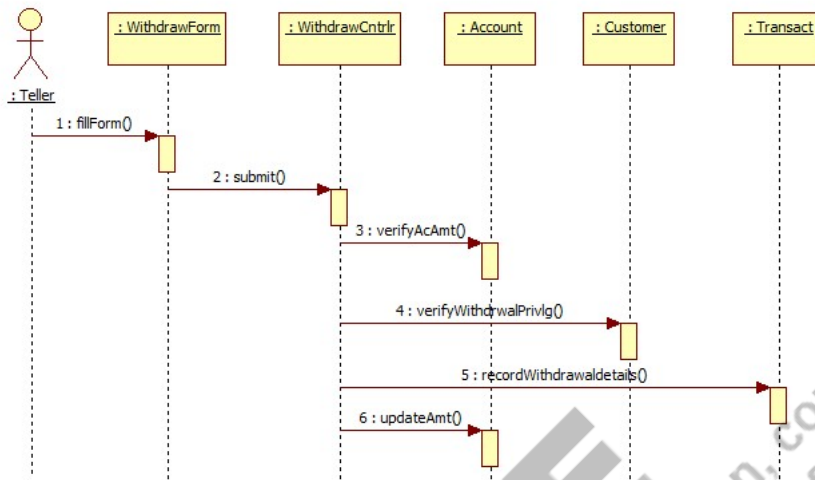 : WithdrawForm
: WithdrawCntrlr
: Account
: Customer
: Transact
: Teller
1 : fillForm()
2 : submit()
3 : verifyAcAmt()
4 : verifyWithdrwalPrivlg()
5 : recordWithdrawaldetails()
6 : updateAmt()